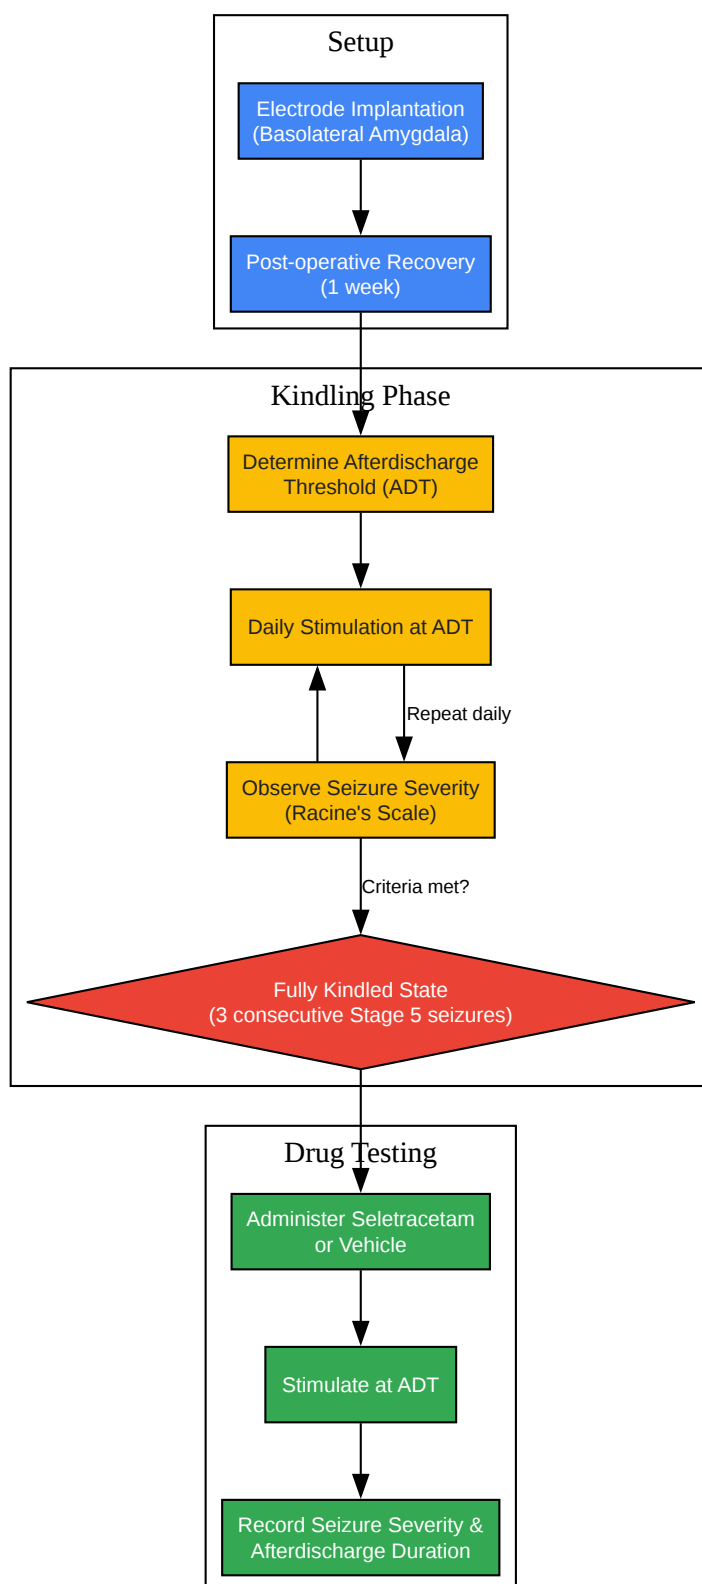 Setup
Electrode Implantation
(Basolateral Amygdala)
Post-operative Recovery
(1 week)
Kindling Phase
Determine Afterdischarge
Threshold (ADT)
Daily Stimulation at ADT
Repeat daily
Observe Seizure Severity
(Racine's Scale)
Criteria met?
Fully Kindled State
(3 consecutive Stage 5 seizures)
Drug Testing
Administer Seletracetam
or Vehicle
Stimulate at ADT
Record Seizure Severity &
Afterdischarge Duration